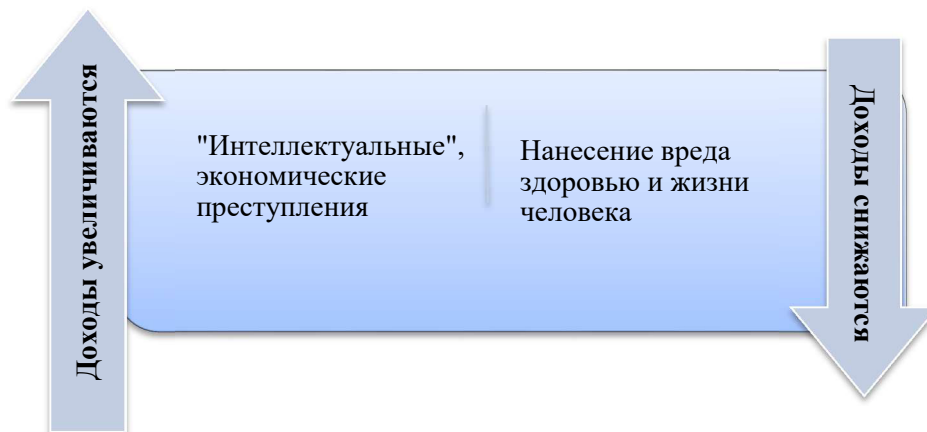 Доходы увеличиваются
"Интеллектуальные",
экономические
преступления
Нанесение вреда
здоровью и жизни
человека
Доходы снижаются